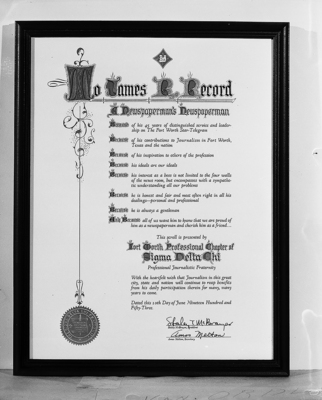 To James R. Record
A Newspaperman's Newspaperman
Because of his 45 years of distinguished service and leader-
ship on The Fort Worth Star-Telegram
Because of his contributions to Journalism in Fort Worth,
Texas and the nation
Because of his inspiration to others of the profession
Because his ideals are our ideals
Because his interest as a boss is not limited to the four walls
of the news room, but encompasses with a sympathe-
tic understanding all our problems
Because he is honest and fair and most often right in all his
dealings—personal and professional
Because he is always a gentleman
And Because all of us want him to know that we are proud of
him as a newspaperman and cherish him as a friend...
This scroll is presented by
Fort Worth Professional Chapter of
Sigma Delta Chi
Professional Journalistic Fraternity
With the heartfelt wish that Journalism in this great
city, state and nation will continue to reap benefits
from his daily participation therein for many, many
years to come.
Dated this 12th day of June Nineteen Hundred and
Fifty-Three.
Amos Melton